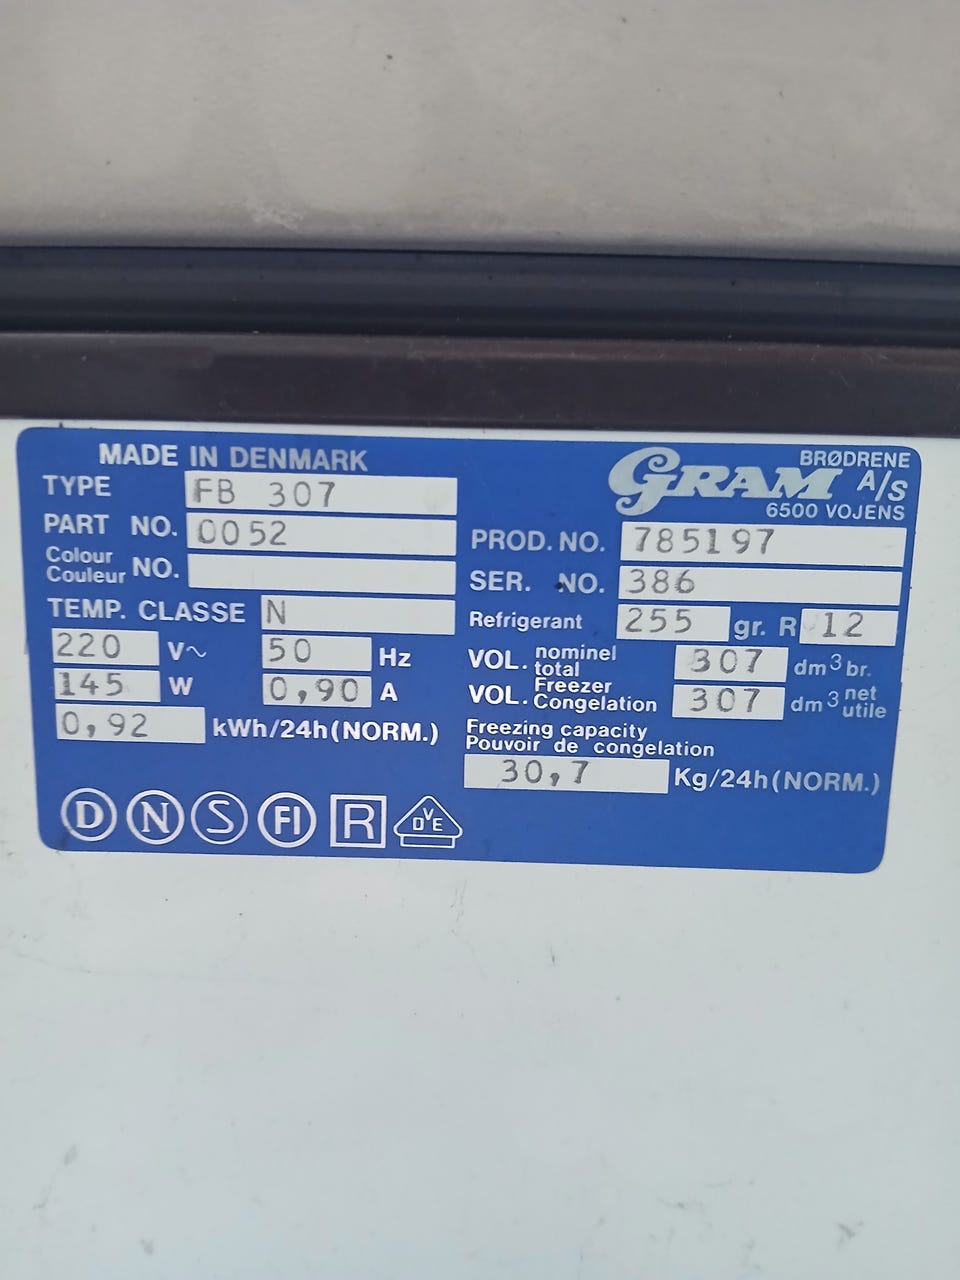 MADE IN DENMARK
BRØDRENE
GRAM A/S
6500 VOJENS
TYPE FB 307
PART NO. 0052
PROD. NO. 785197
Colour
Couleur NO.
SER. NO. 386
TEMP. CLASSE N
Refrigerant 255 gr. R 12
220 V~ 50 Hz
VOL. nominel
total 307 dm3 br.
145 W 0,90 A
VOL. Freezer
Congelation 307 dm3 net
utile
0,92 kWh/24h(NORM.)
Freezing capacity
Pouvoir de congelation
30,7 Kg/24h(NORM.)
D N S FI R DVE